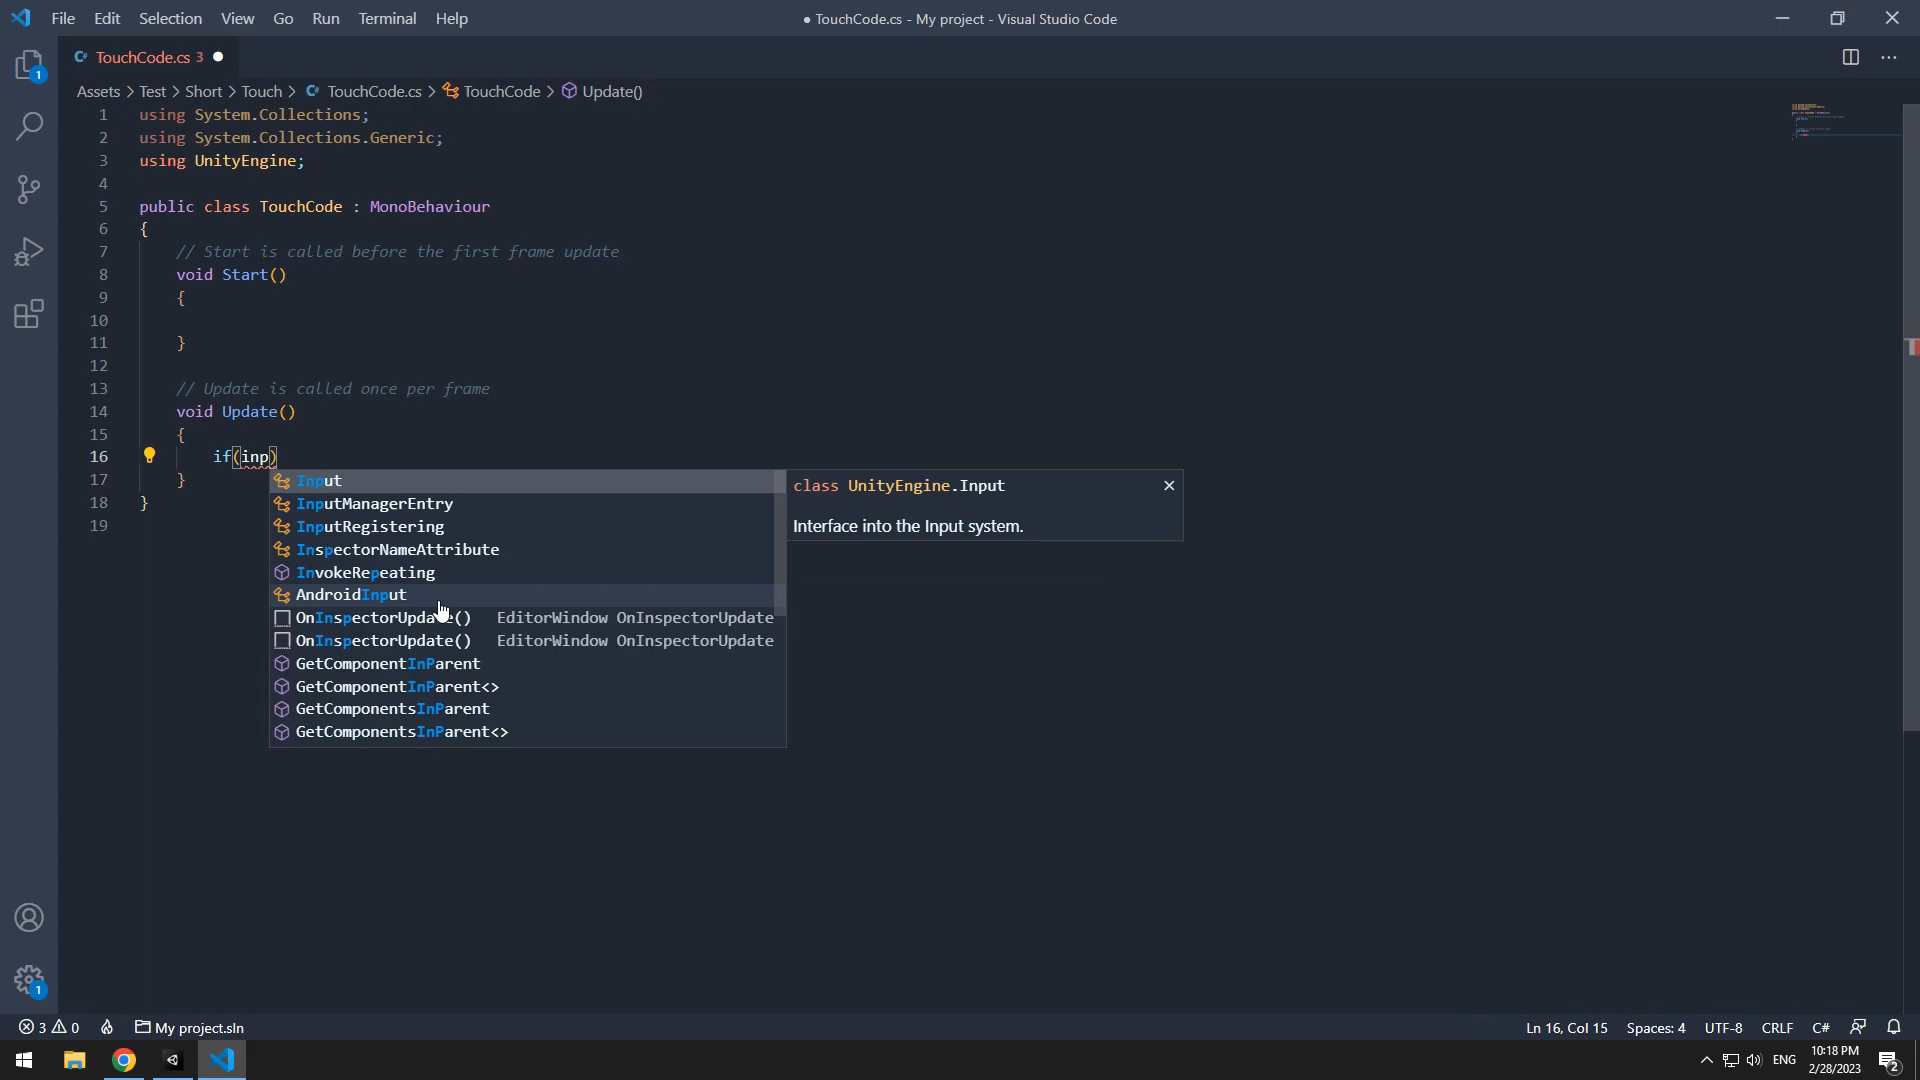 File Edit Selection View Go Run Terminal Help
● TouchCode.cs - My project - Visual Studio Code
TouchCode.cs 3 ●
Assets > Test > Short > Touch > TouchCode.cs > TouchCode > Update()
1 using System.Collections;
2 using System.Collections.Generic;
3 using UnityEngine;
4
5 public class TouchCode : MonoBehaviour
6 {
7 // Start is called before the first frame update
8 void Start()
9 {
10
11 }
12
13 // Update is called once per frame
14 void Update()
15 {
16 if(inp)
17 }
18 }
19
Input
InputManagerEntry
InputRegistering
InspectorNameAttribute
InvokeRepeating
AndroidInput
OnInspectorUpdate() EditorWindow OnInspectorUpdate
OnInspectorUpdate() EditorWindow OnInspectorUpdate
GetComponentInParent
GetComponentInParent<>
GetComponentsInParent
GetComponentsInParent<>
class UnityEngine.Input
Interface into the Input system.
1
1
3 0 My project.sln
Ln 16, Col 15 Spaces: 4 UTF-8 CRLF C#
ENG
10:18 PM
2/28/2023
2